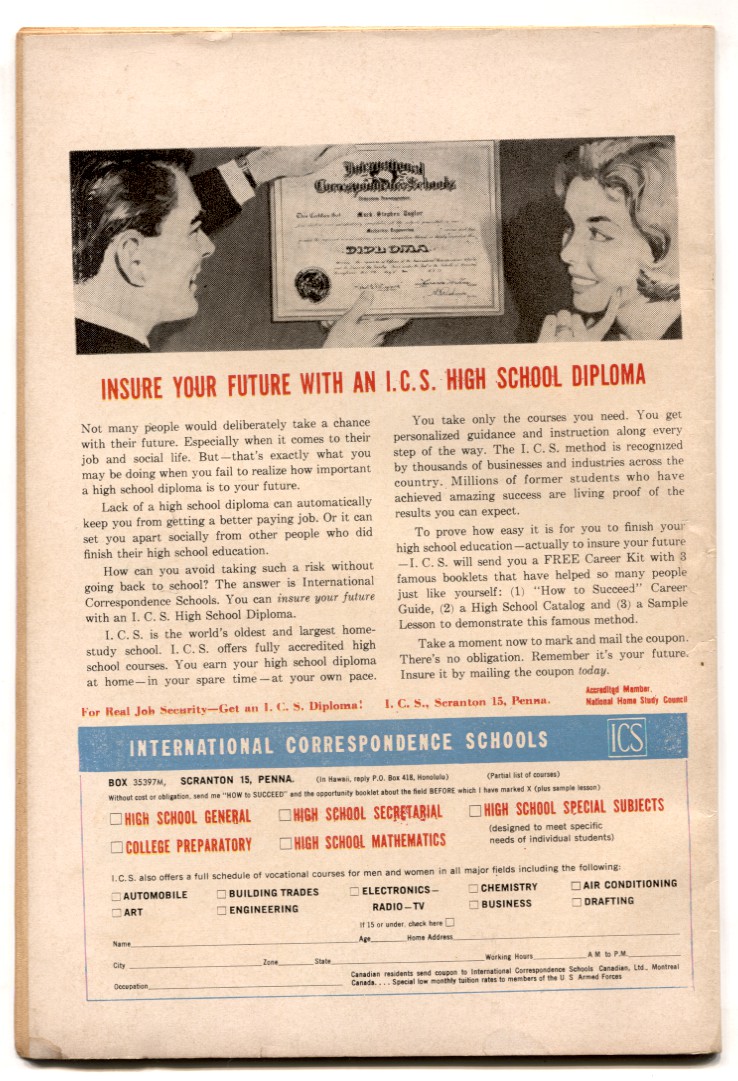 International
Correspondence Schools
Mark Stephen Taylor
DIPLOMA
INSURE YOUR FUTURE WITH AN I.C.S. HIGH SCHOOL DIPLOMA
Not many people would deliberately take a chance
with their future. Especially when it comes to their
job and social life. But—that's exactly what you
may be doing when you fail to realize how important
a high school diploma is to your future.
Lack of a high school diploma can automatically
keep you from getting a better paying job. Or it can
set you apart socially from other people who did
finish their high school education.
How can you avoid taking such a risk without
going back to school? The answer is International
Correspondence Schools. You can insure your future
with an I. C. S. High School Diploma.
I. C. S. is the world's oldest and largest home-
study school. I. C. S. offers fully accredited high
school courses. You earn your high school diploma
at home—in your spare time—at your own pace.
You take only the courses you need. You get
personalized guidance and instruction along every
step of the way. The I. C. S. method is recognized
by thousands of businesses and industries across the
country. Millions of former students who have
achieved amazing success are living proof of the
results you can expect.
To prove how easy it is for you to finish your
high school education—actually to insure your future
—I. C. S. will send you a FREE Career Kit with 3
famous booklets that have helped so many people
just like yourself: (1) "How to Succeed" Career
Guide, (2) a High School Catalog and (3) a Sample
Lesson to demonstrate this famous method.
Take a moment now to mark and mail the coupon.
There's no obligation. Remember it's your future.
Insure it by mailing the coupon today.
For Real Job Security—Get an I. C. S. Diploma! I. C. S., Scranton 15, Penna.
Accredited Member,
National Home Study Council
INTERNATIONAL CORRESPONDENCE SCHOOLS ICS
BOX 35397M, SCRANTON 15, PENNA. (In Hawaii, reply P.O. Box 418, Honolulu) (Partial list of courses)
Without cost or obligation, send me "HOW to SUCCEED" and the opportunity booklet about the field BEFORE which I have marked X (plus sample lesson)
HIGH SCHOOL GENERAL HIGH SCHOOL SECRETARIAL HIGH SCHOOL SPECIAL SUBJECTS
(designed to meet specific
COLLEGE PREPARATORY HIGH SCHOOL MATHEMATICS needs of individual students)
I.C.S. also offers a full schedule of vocational courses for men and women in all major fields including the following:
AUTOMOBILE BUILDING TRADES ELECTRONICS— CHEMISTRY AIR CONDITIONING
ART ENGINEERING RADIO—TV BUSINESS DRAFTING
If 15 or under, check here
Name Age Home Address
City Zone State Working Hours A.M. to P.M.
Occupation
Canadian residents send coupon to International Correspondence Schools Canadian, Ltd., Montreal
Canada. . . . Special low monthly tuition rates to members of the U S Armed Forces